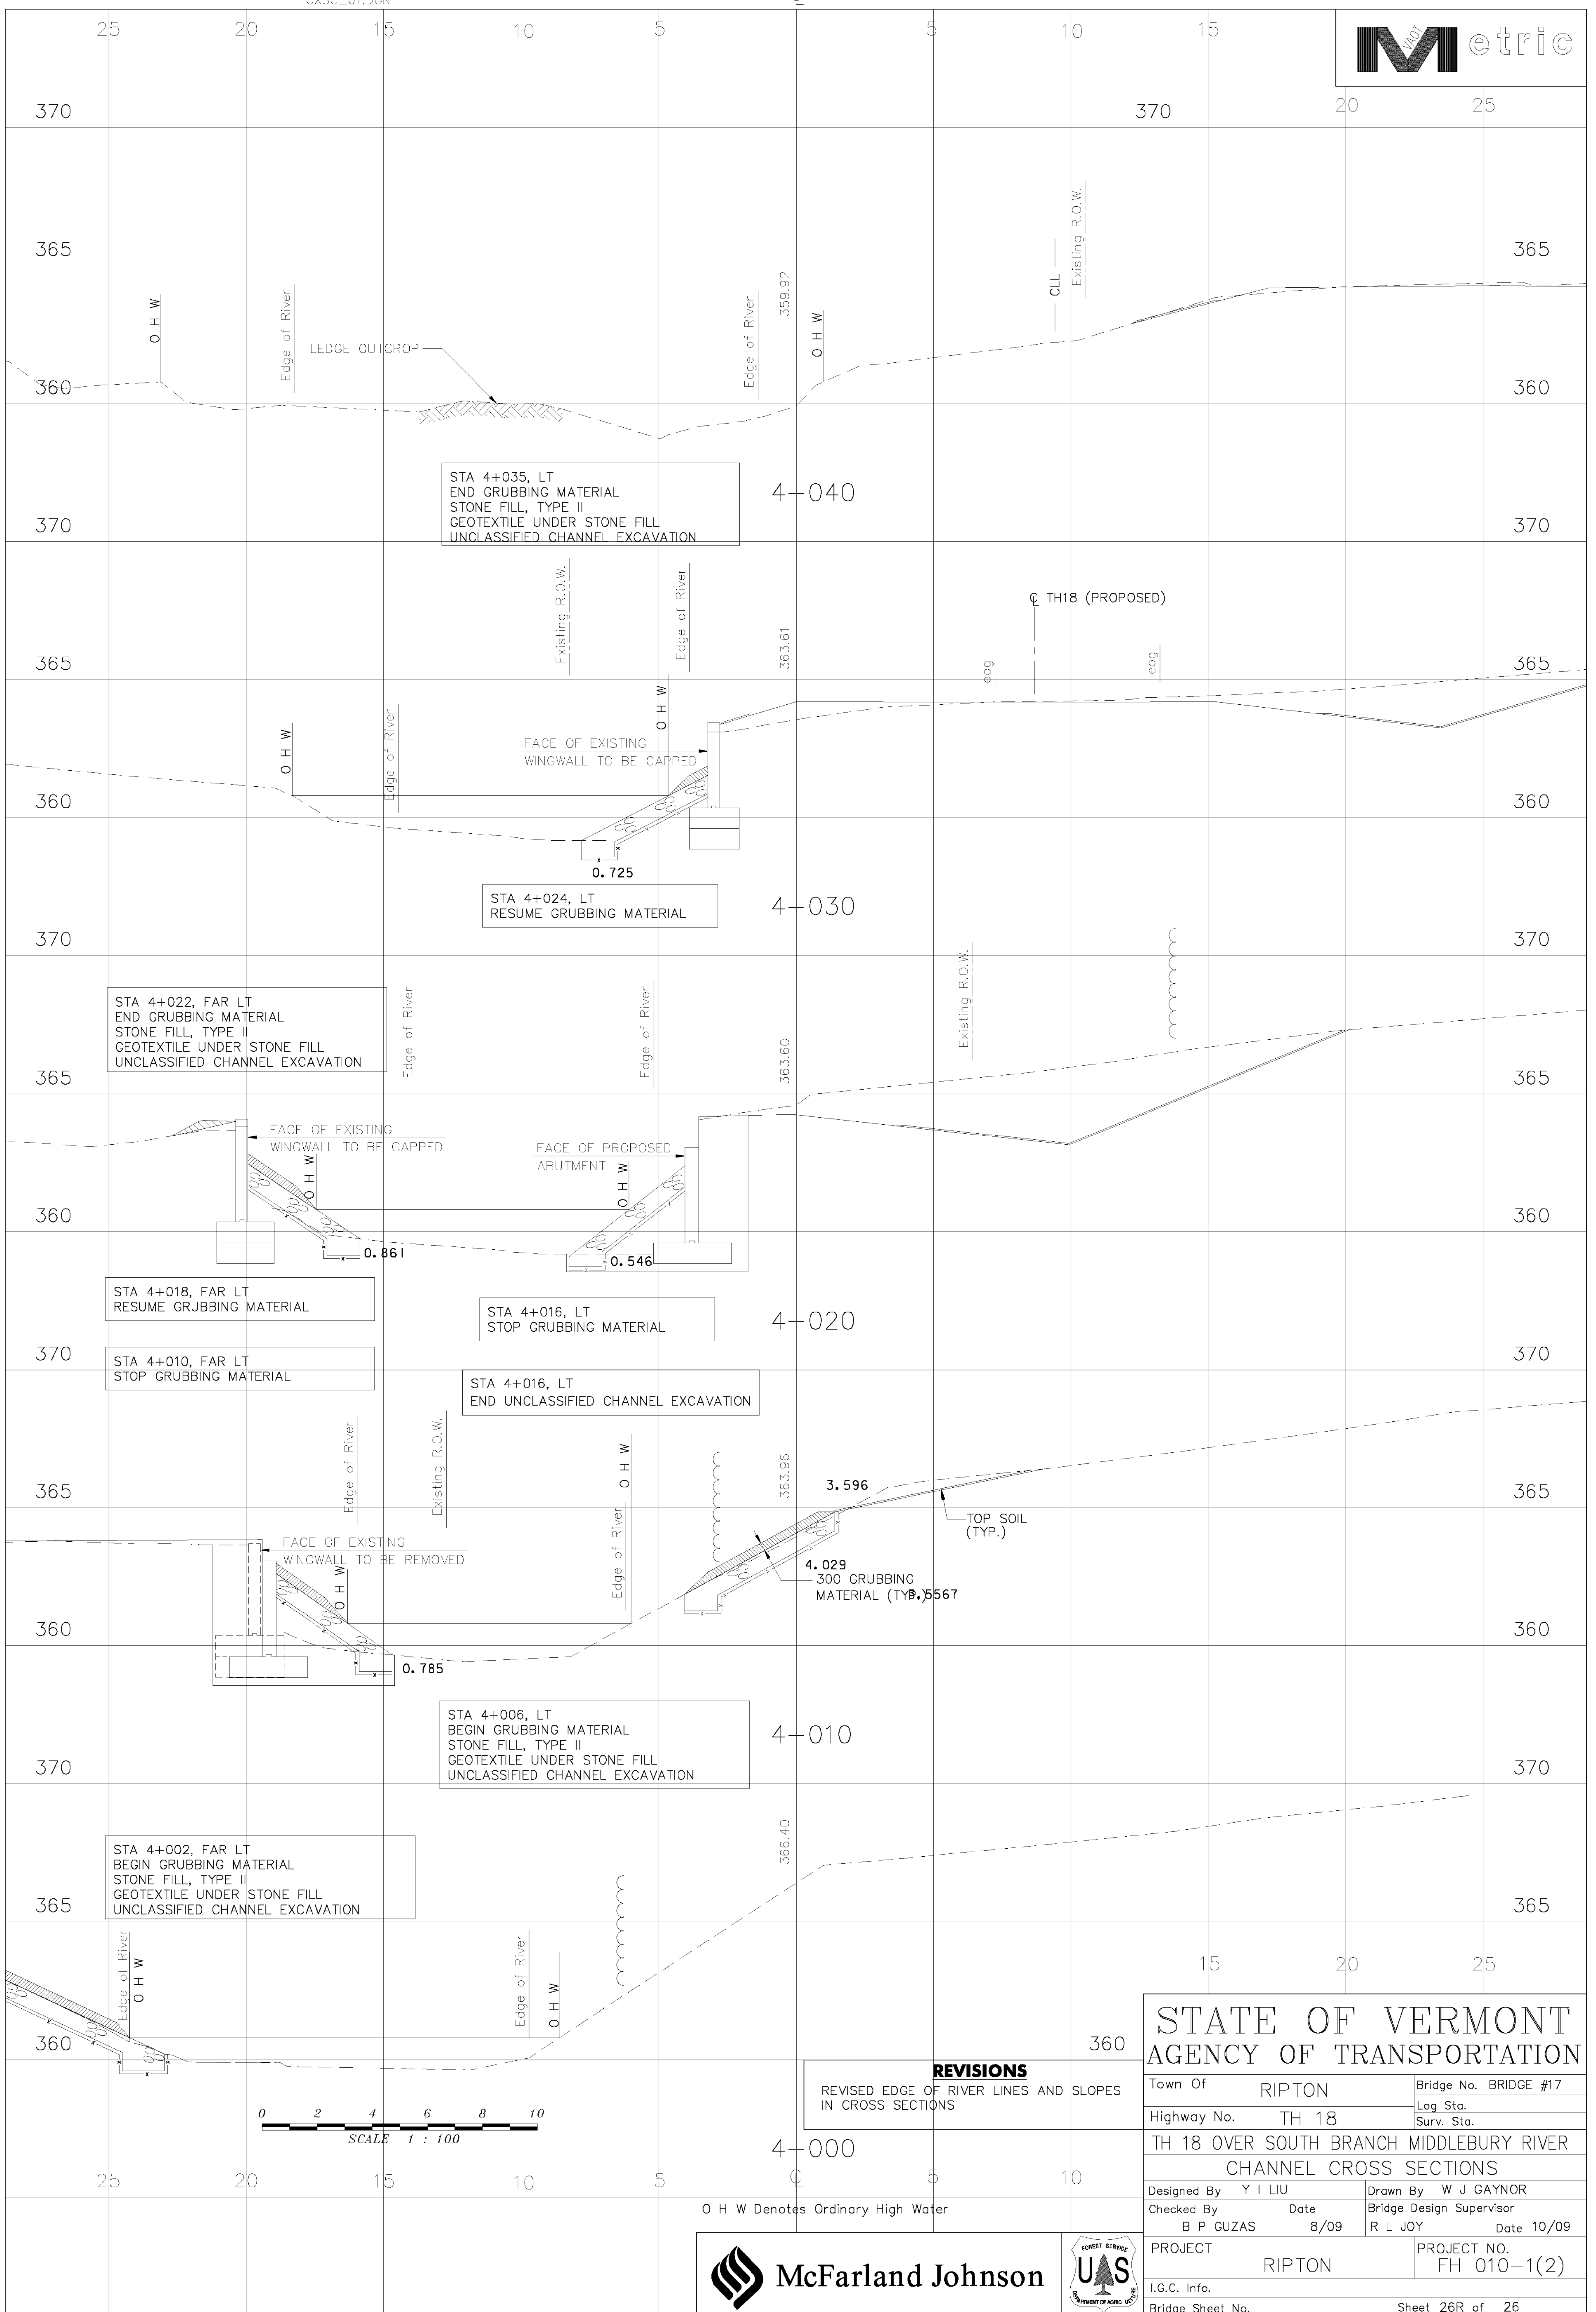 25 20 15 10 5 ℄ 5 10 15
VAOT Metric
20 25
370 370
365 365
OHW
Edge of River
LEDGE OUTCROP
Edge of River
359.92
OHW
CLL
Existing R.O.W.
360 360
STA 4+035, LT
END GRUBBING MATERIAL
STONE FILL, TYPE II
GEOTEXTILE UNDER STONE FILL
UNCLASSIFIED CHANNEL EXCAVATION
4+040
370 370
Existing R.O.W.
Edge of River
363.61
℄ TH18 (PROPOSED)
eog
eog
365 365
OHW
Edge of River
OHW
FACE OF EXISTING
WINGWALL TO BE CAPPED
360 360
0.725
STA 4+024, LT
RESUME GRUBBING MATERIAL
4+030
370 370
STA 4+022, FAR LT
END GRUBBING MATERIAL
STONE FILL, TYPE II
GEOTEXTILE UNDER STONE FILL
UNCLASSIFIED CHANNEL EXCAVATION
Edge of River
Edge of River
363.60
Existing R.O.W.
365 365
FACE OF EXISTING
WINGWALL TO BE CAPPED
OHW
FACE OF PROPOSED
ABUTMENT
OHW
360 360
0.861
0.546
STA 4+018, FAR LT
RESUME GRUBBING MATERIAL
STA 4+016, LT
STOP GRUBBING MATERIAL
4+020
370 370
STA 4+010, FAR LT
STOP GRUBBING MATERIAL
STA 4+016, LT
END UNCLASSIFIED CHANNEL EXCAVATION
Edge of River
Existing R.O.W.
OHW
Edge of River
363.96
3.596
365 365
TOP SOIL
(TYP.)
FACE OF EXISTING
WINGWALL TO BE REMOVED
OHW
4.029
300 GRUBBING
MATERIAL (TYP.)
360 360
0.785
STA 4+006, LT
BEGIN GRUBBING MATERIAL
STONE FILL, TYPE II
GEOTEXTILE UNDER STONE FILL
UNCLASSIFIED CHANNEL EXCAVATION
4+010
370 370
STA 4+002, FAR LT
BEGIN GRUBBING MATERIAL
STONE FILL, TYPE II
GEOTEXTILE UNDER STONE FILL
UNCLASSIFIED CHANNEL EXCAVATION
366.40
365 365
Edge of River
OHW
Edge of River
OHW
15 20 25
360 360
0 2 4 6 8 10
SCALE 1 : 100
REVISIONS
REVISED EDGE OF RIVER LINES AND SLOPES
IN CROSS SECTIONS
4+000
25 20 15 10 5 ℄ 5 10
O H W Denotes Ordinary High Water
McFarland Johnson
FOREST SERVICE
UAS
STATE OF VERMONT
AGENCY OF TRANSPORTATION
Town Of RIPTON
Bridge No. BRIDGE #17
Log Sta.
Highway No. TH 18
Surv. Sta.
TH 18 OVER SOUTH BRANCH MIDDLEBURY RIVER
CHANNEL CROSS SECTIONS
Designed By Y I LIU
Drawn By W J GAYNOR
Checked By Date
B P GUZAS 8/09
Bridge Design Supervisor
R L JOY Date 10/09
PROJECT RIPTON
PROJECT NO. FH 010-1(2)
I.G.C. Info.
Bridge Sheet No.
Sheet 26R of 26